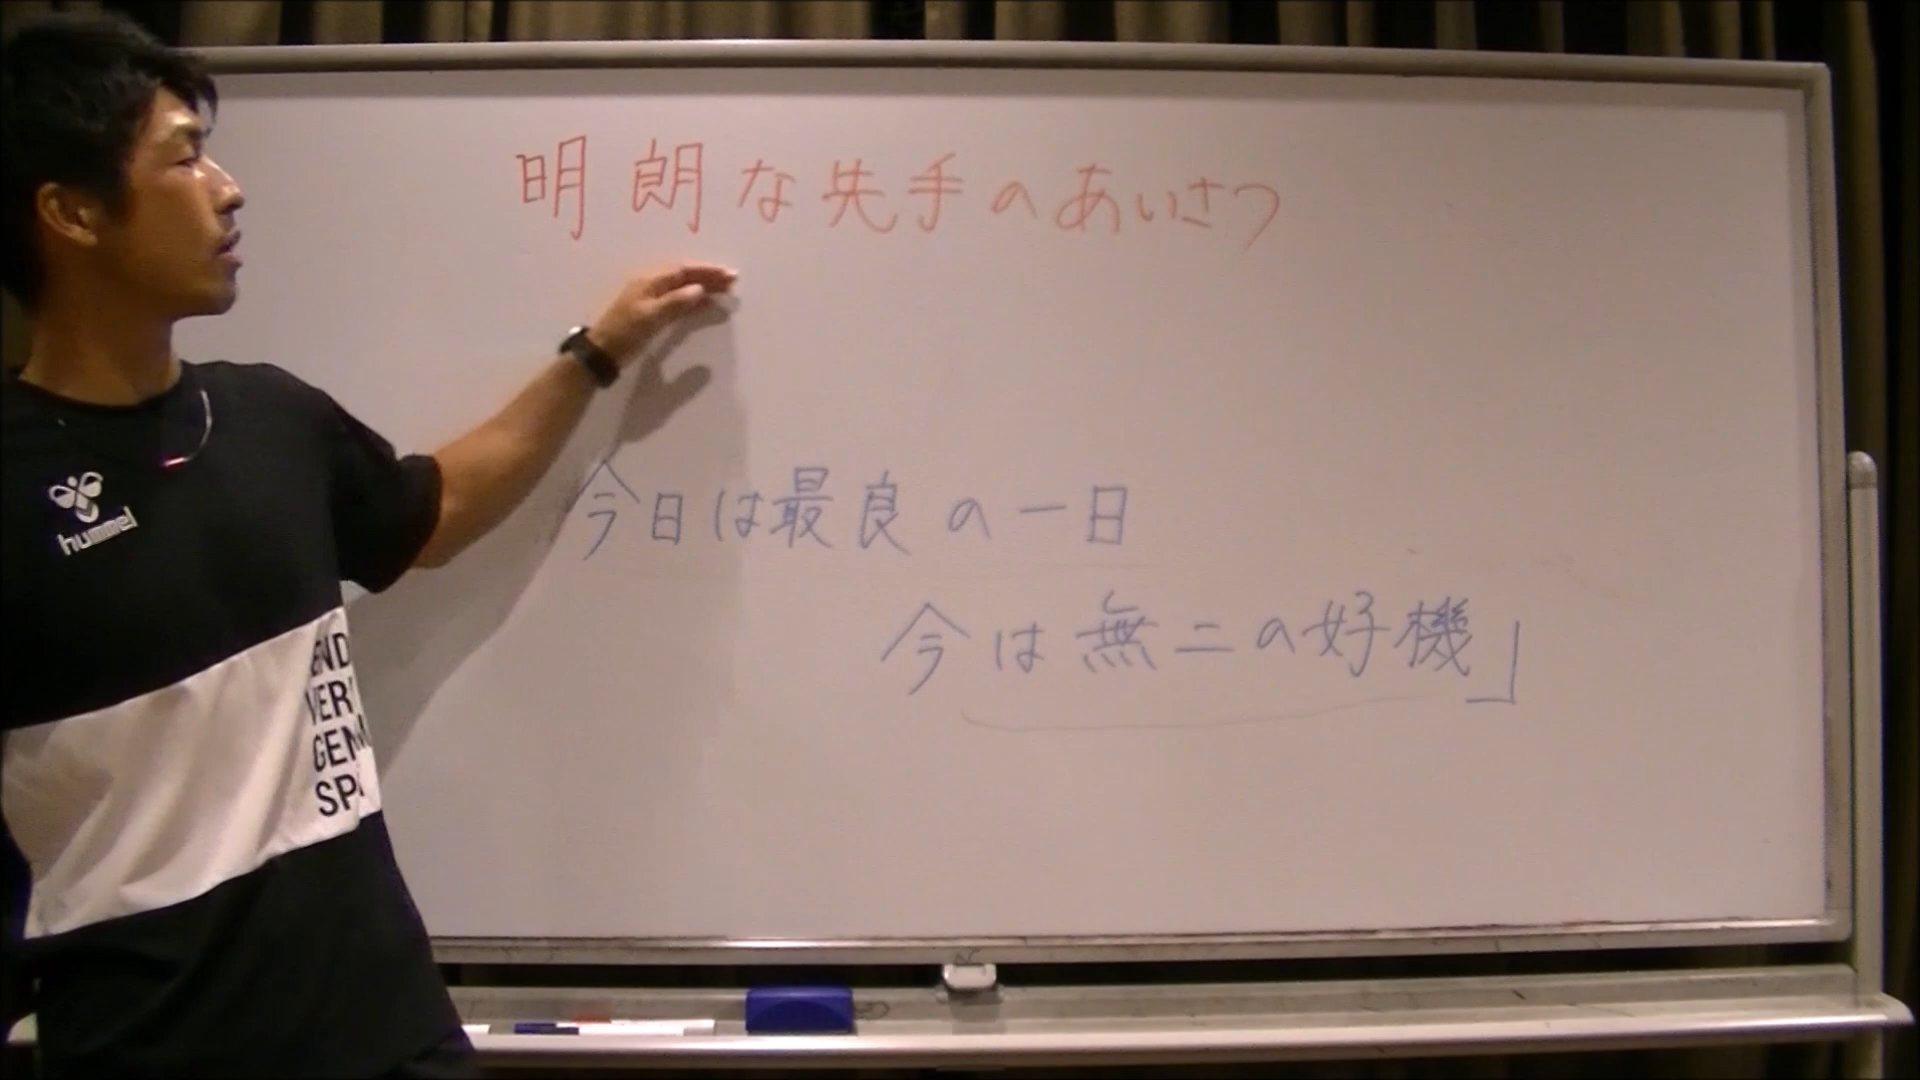 明朗な先手のあいさつ
今日は最良の一日
今は無二の好機」
hummel